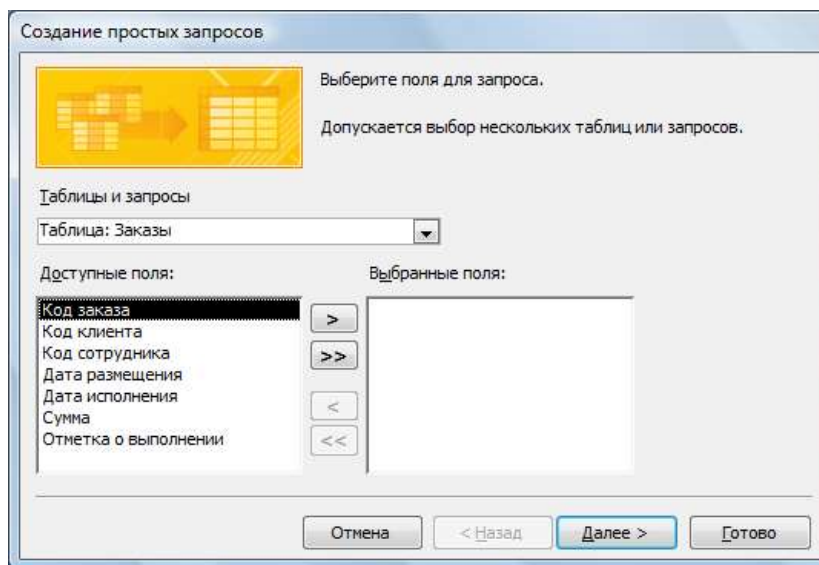 Создание простых запросов
Выберите поля для запроса.
Допускается выбор нескольких таблиц или запросов.
Таблицы и запросы
Таблица: Заказы
Доступные поля:
Выбранные поля:
Код заказа
Код клиента
Код сотрудника
Дата размещения
Дата исполнения
Сумма
Отметка о выполнении
>
>>
<
<<
Отмена
< Назад
Далее >
Готово